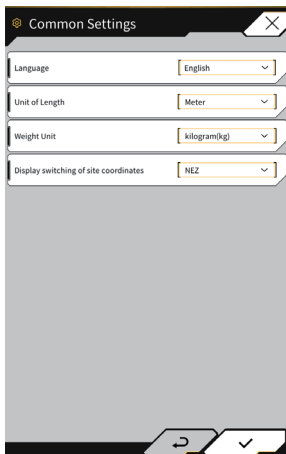 Common Settings
Language English
Unit of Length Meter
Weight Unit kilogram(kg)
Display switching of site coordinates NEZ